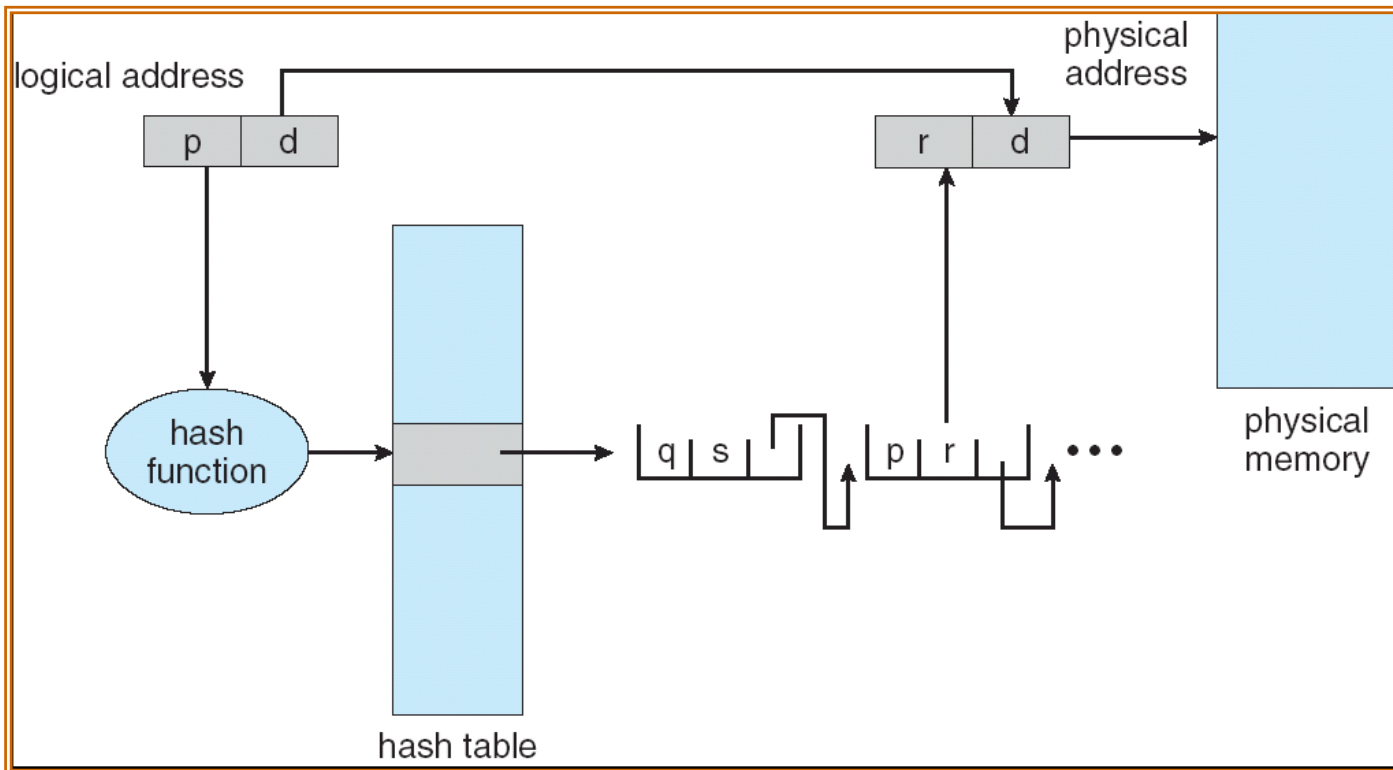 logical address
physical
address
p d
r d
hash
function
q s
p r
•••
physical
memory
hash table